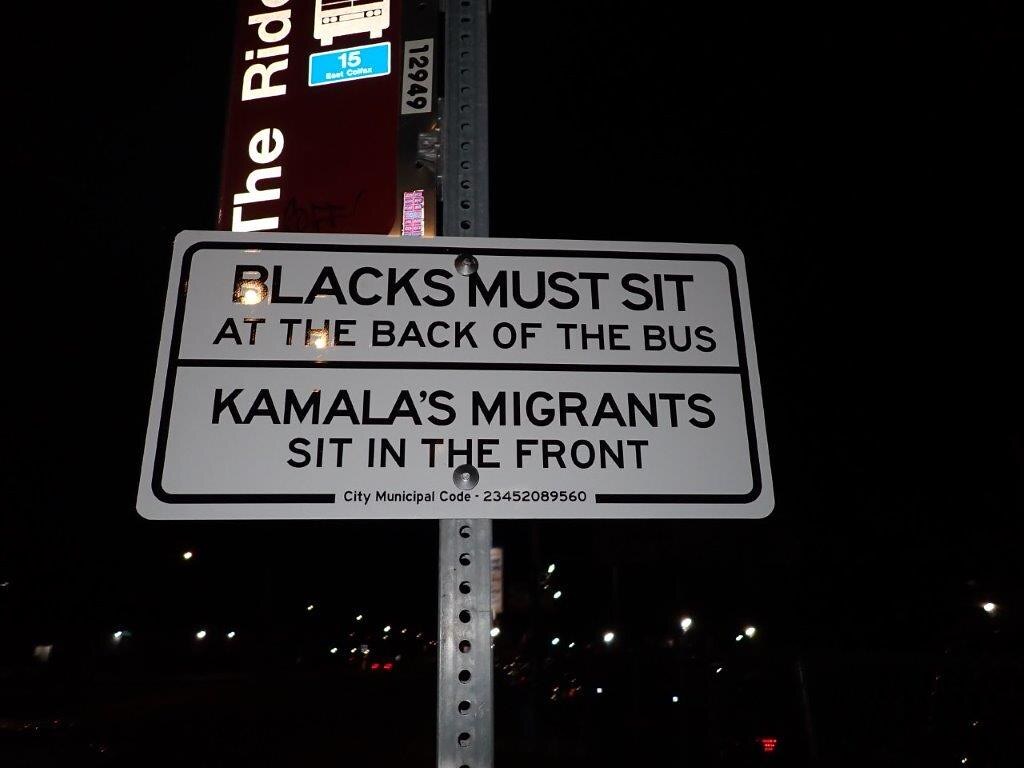 The Ride
15
East Colfax
12949
BLACKS MUST SIT
AT THE BACK OF THE BUS
KAMALA'S MIGRANTS
SIT IN THE FRONT
City Municipal Code - 23452089560